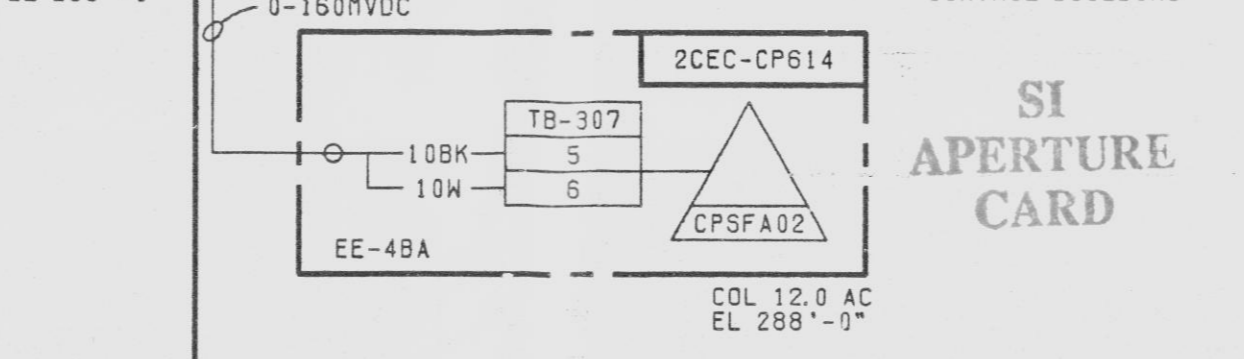 0-160MVDC
2CEC-CP614
SI
APERTURE
CARD
TB-307
10BK 5
10W 6
CPSFA02
EE-4BA
COL 12.0 AC
EL 288'-0"